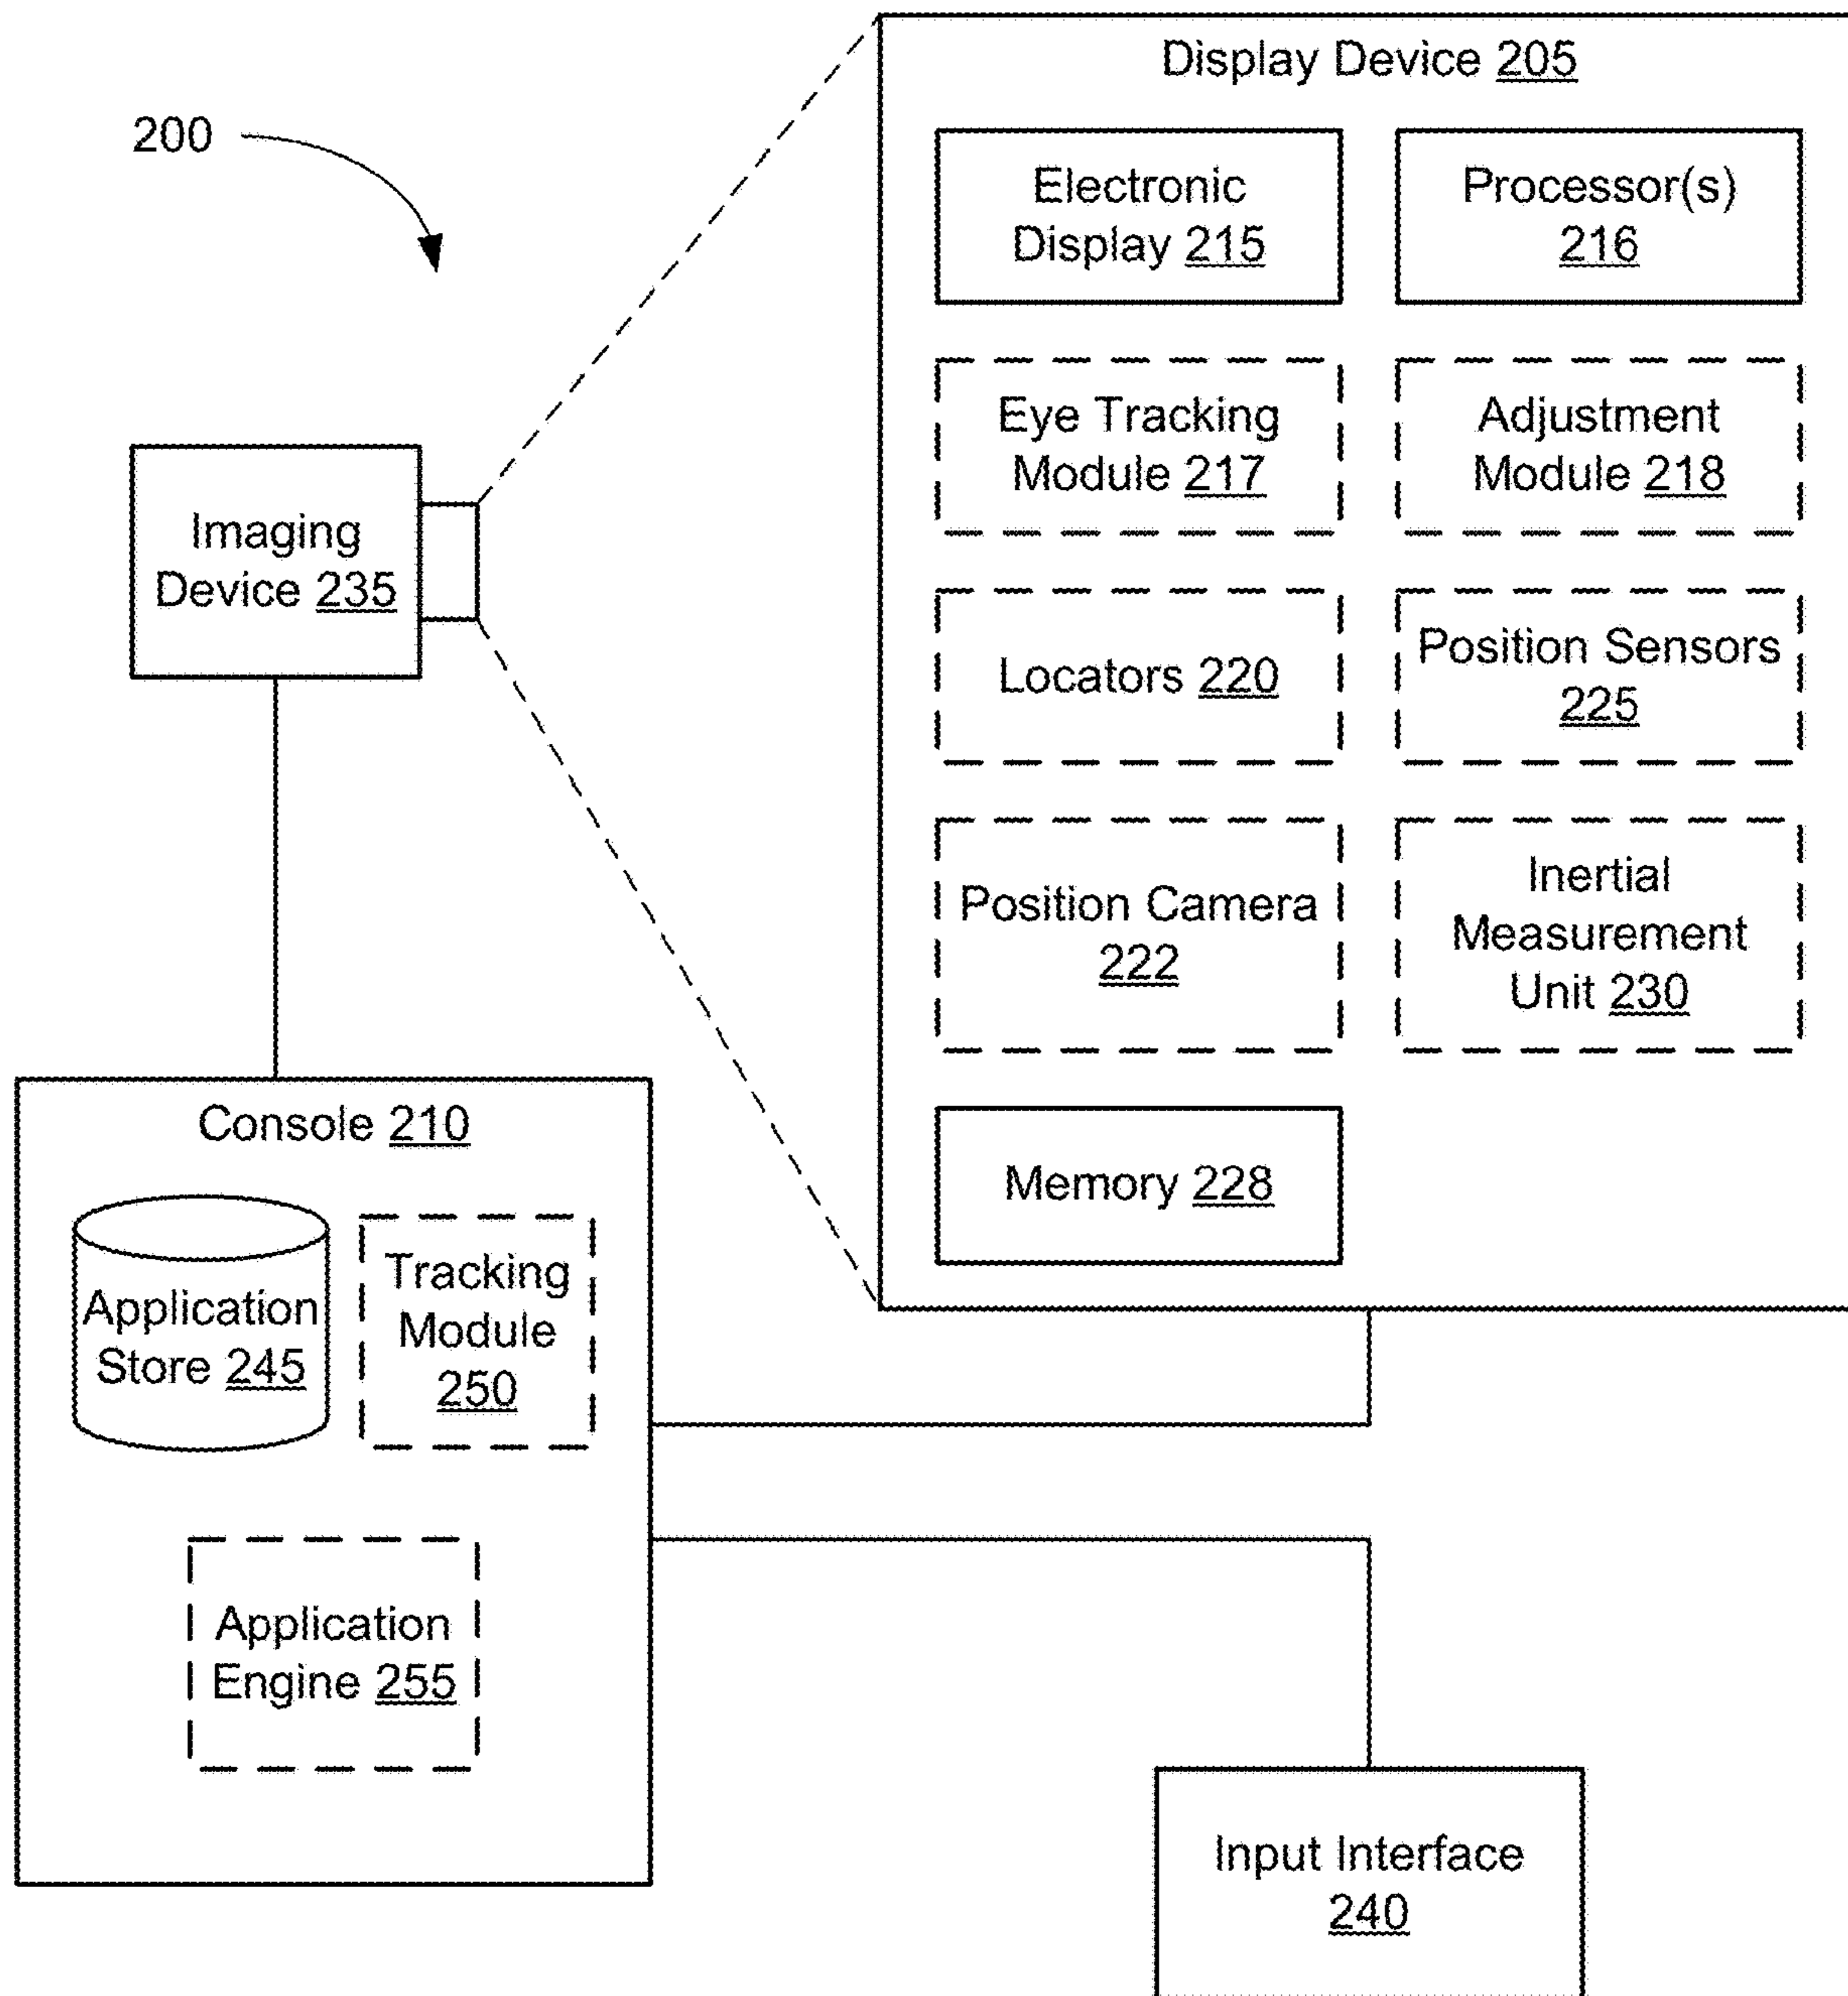 200
Display Device 205
Electronic
Display 215
Processor(s)
216
Eye Tracking
Module 217
Adjustment
Module 218
Locators 220
Position Sensors
225
Position Camera
222
Inertial
Measurement
Unit 230
Memory 228
Imaging
Device 235
Console 210
Application
Store 245
Tracking
Module
250
Application
Engine 255
Input Interface
240